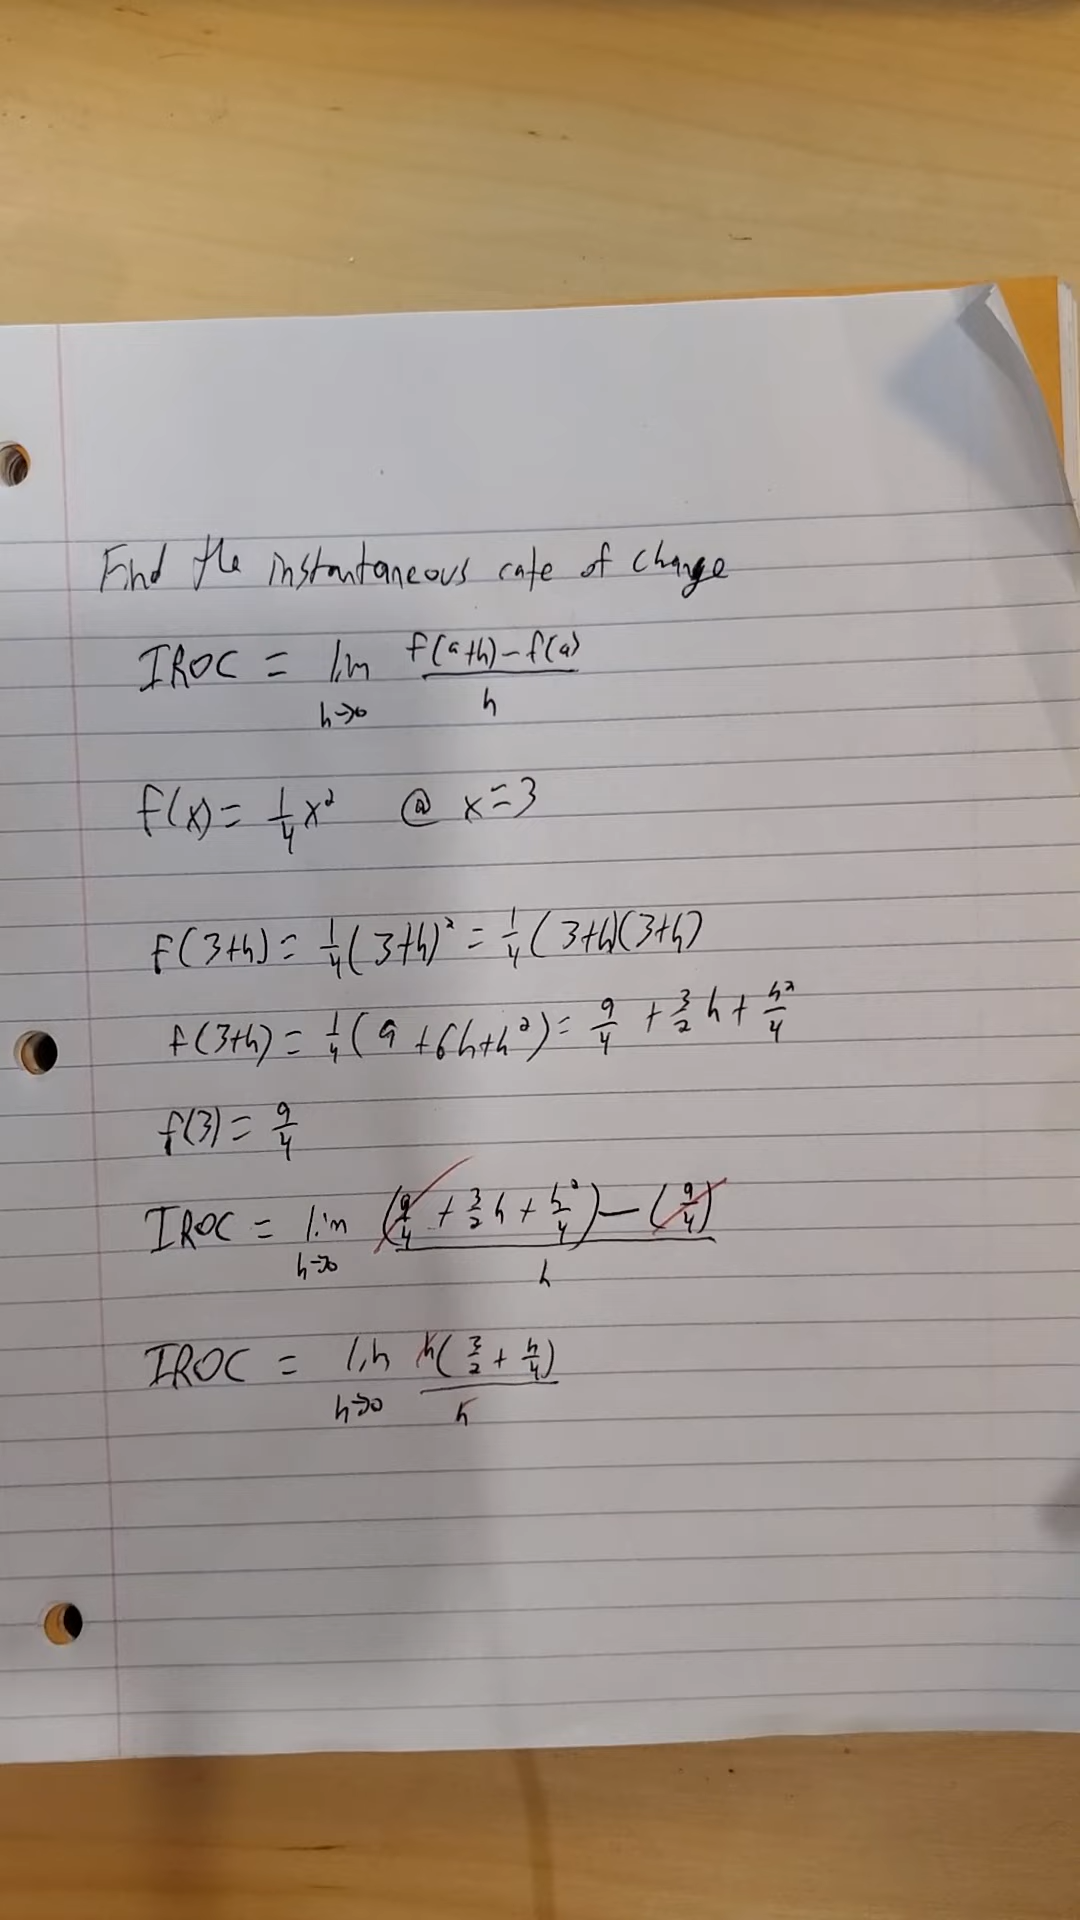 Find the instantaneous rate of change
IROC = lim h→0 (f(a+h) – f(a))/h
f(x) = 1/4 x² @ x=3
f(3+h) = 1/4(3+h)² = 1/4(3+h)(3+h)
f(3+h) = 1/4(9+6h+h²) = 9/4 + 3/2 h + h²/4
f(3) = 9/4
IROC = lim h→0 ((9/4 + 3/2 h + h²/4) – (9/4))/h
IROC = lim h→0 h(3/2 + h/4)/h